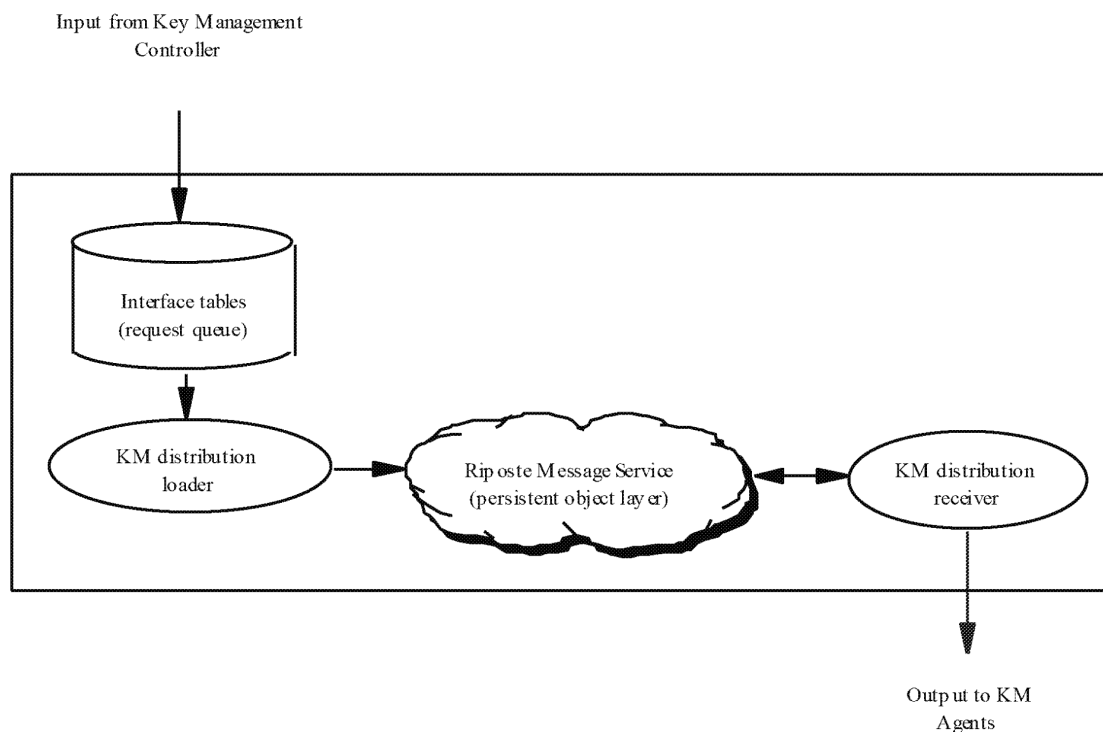 Input from Key Management
Controller
Interface tables
(request queue)
KM distribution
loader
Riposte Message Service
(persistent object layer)
KM distribution
receiver
Output to KM
Agents